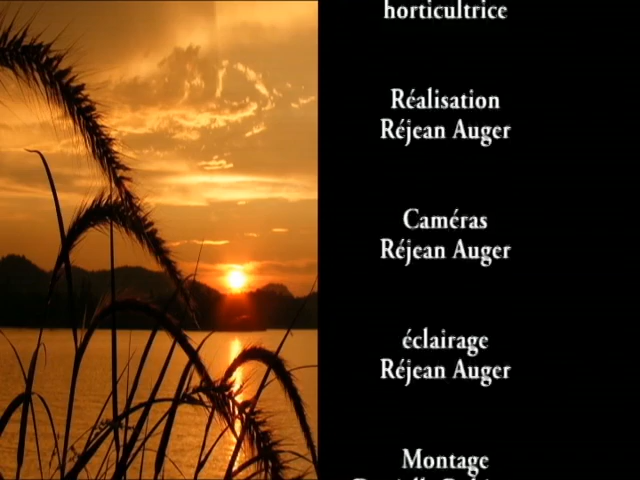 horticultrice
Réalisation
Réjean Auger
Caméras
Réjean Auger
éclairage
Réjean Auger
Montage